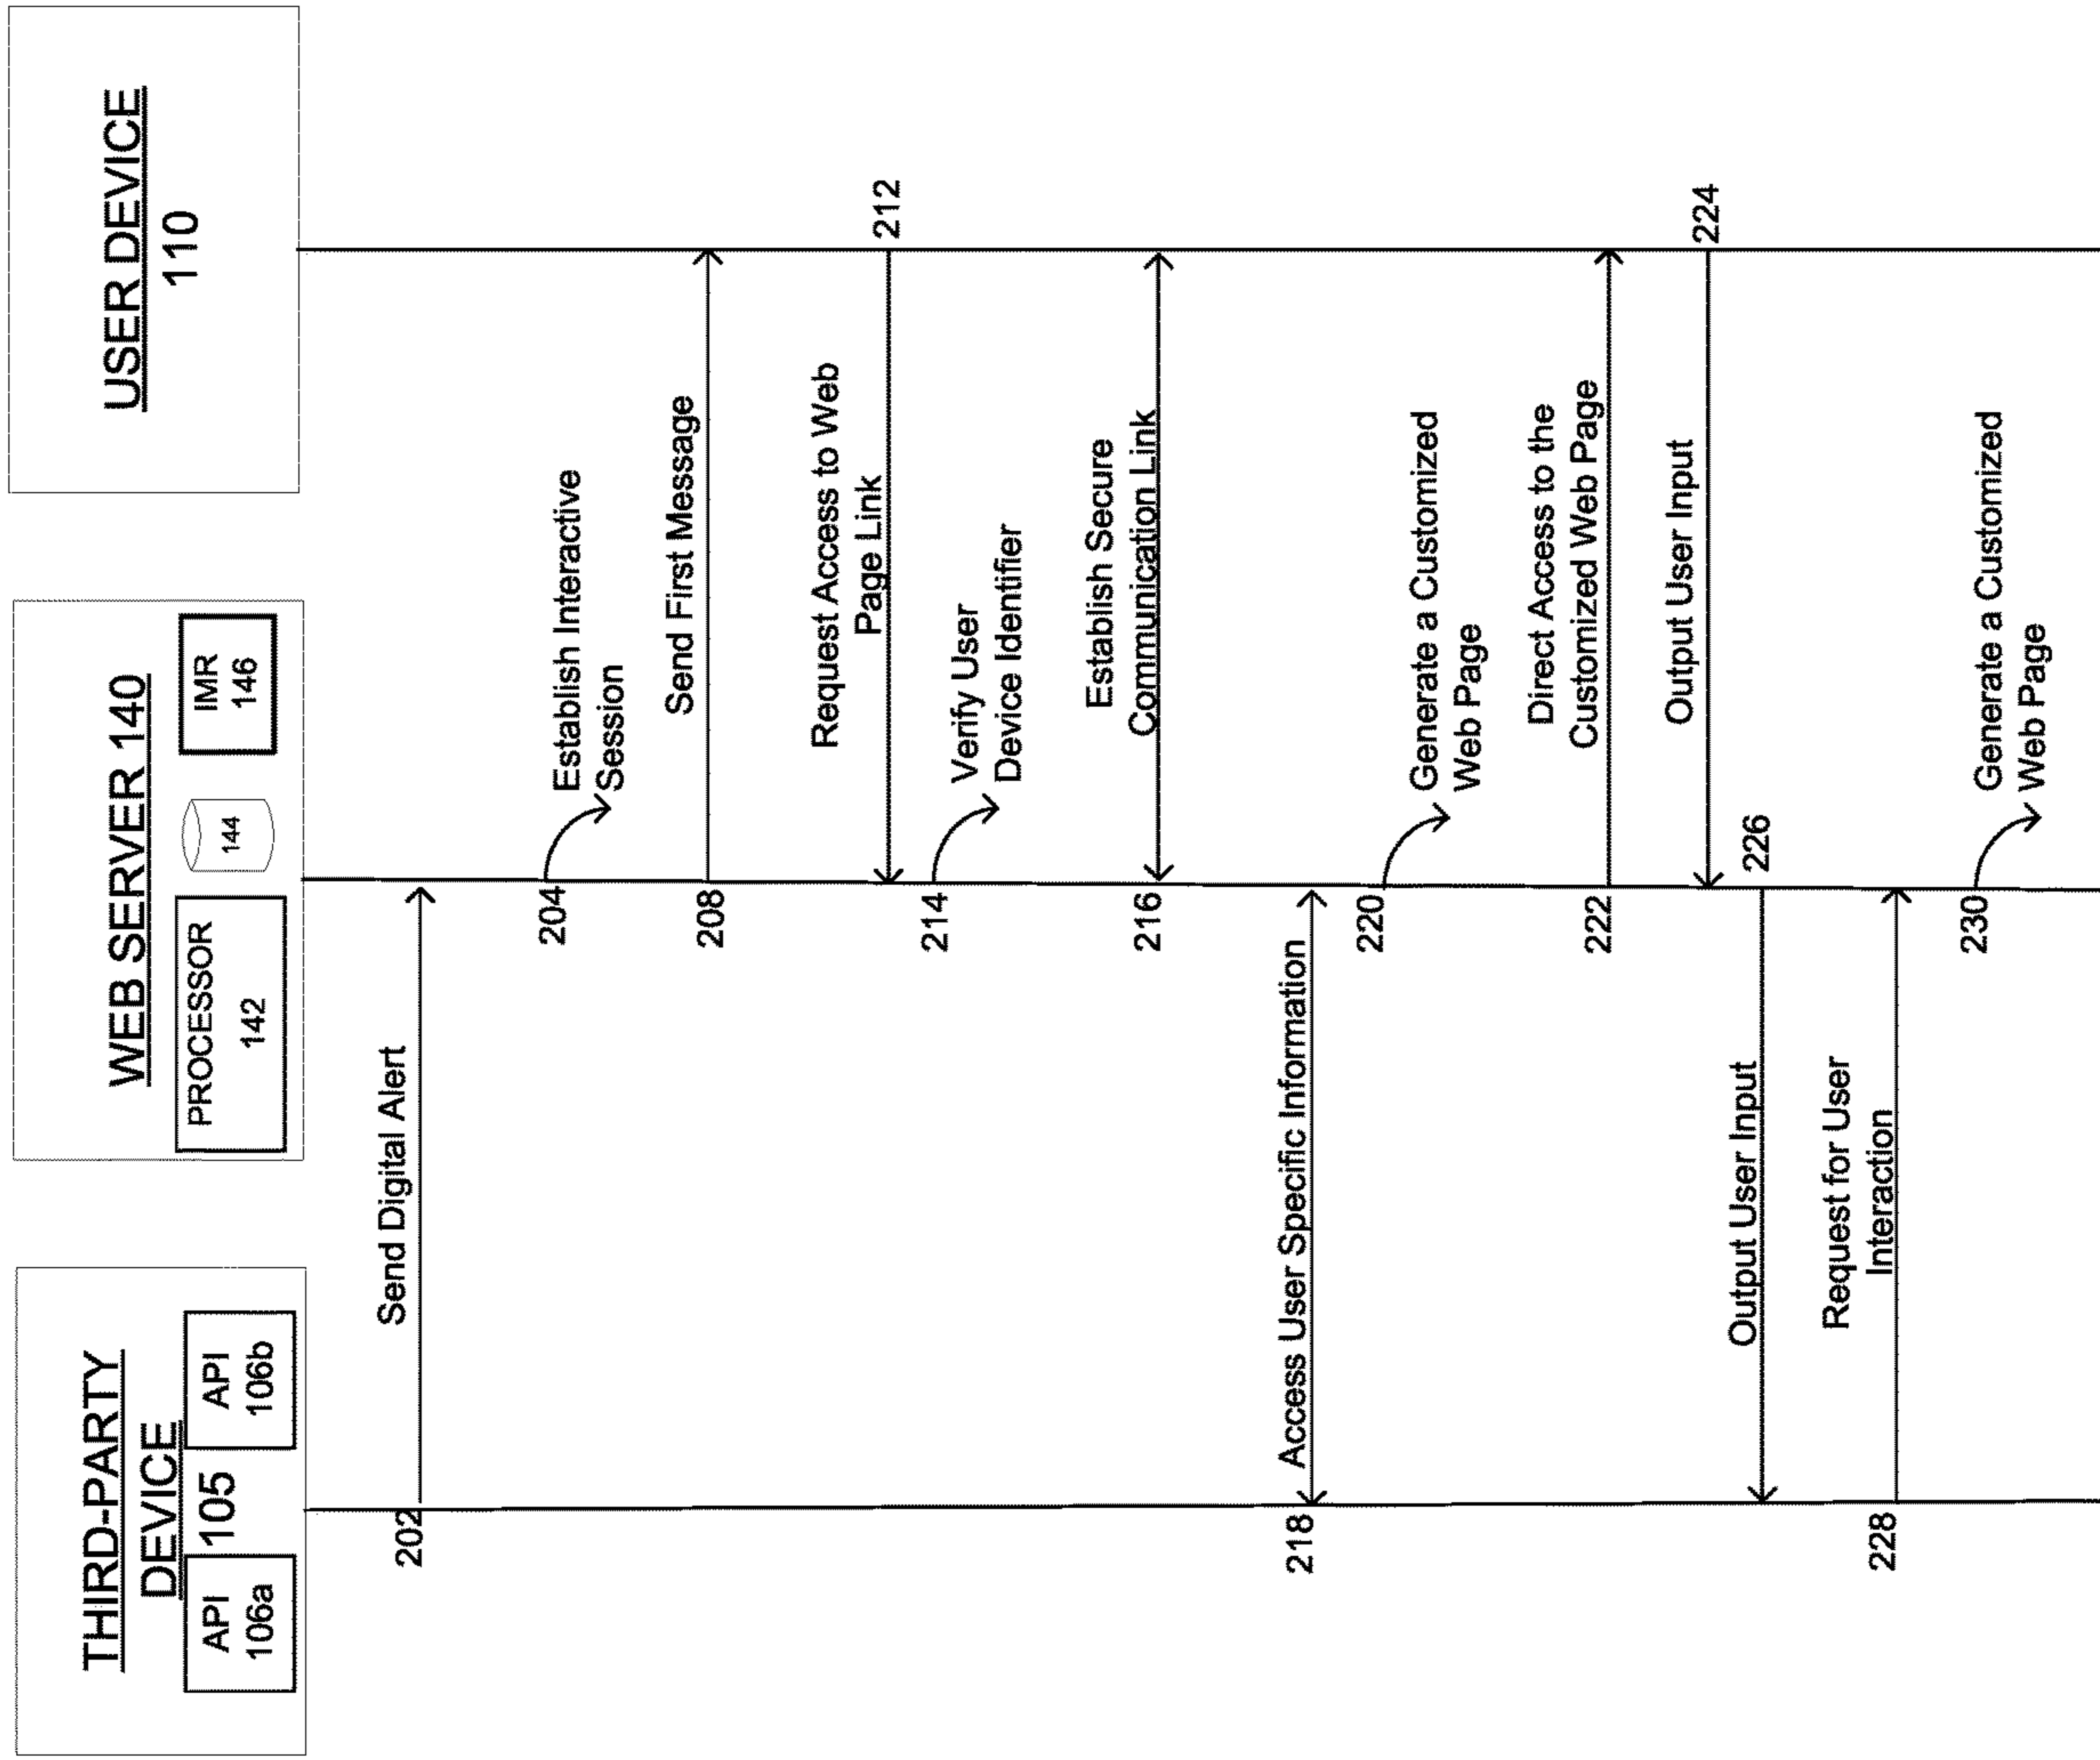 THIRD-PARTY
DEVICE
API
106a
105
API
106b
WEB SERVER 140
PROCESSOR
142
144
IMR
146
USER DEVICE
110
202
Send Digital Alert
204
Establish Interactive
Session
208
Send First Message
Request Access to Web
Page Link
212
214
Verify User
Device Identifier
216
Establish Secure
Communication Link
218
Access User Specific Information
220
Generate a Customized
Web Page
222
Direct Access to the
Customized Web Page
Output User Input
224
Output User Input
226
228
Request for User
Interaction
230
Generate a Customized
Web Page